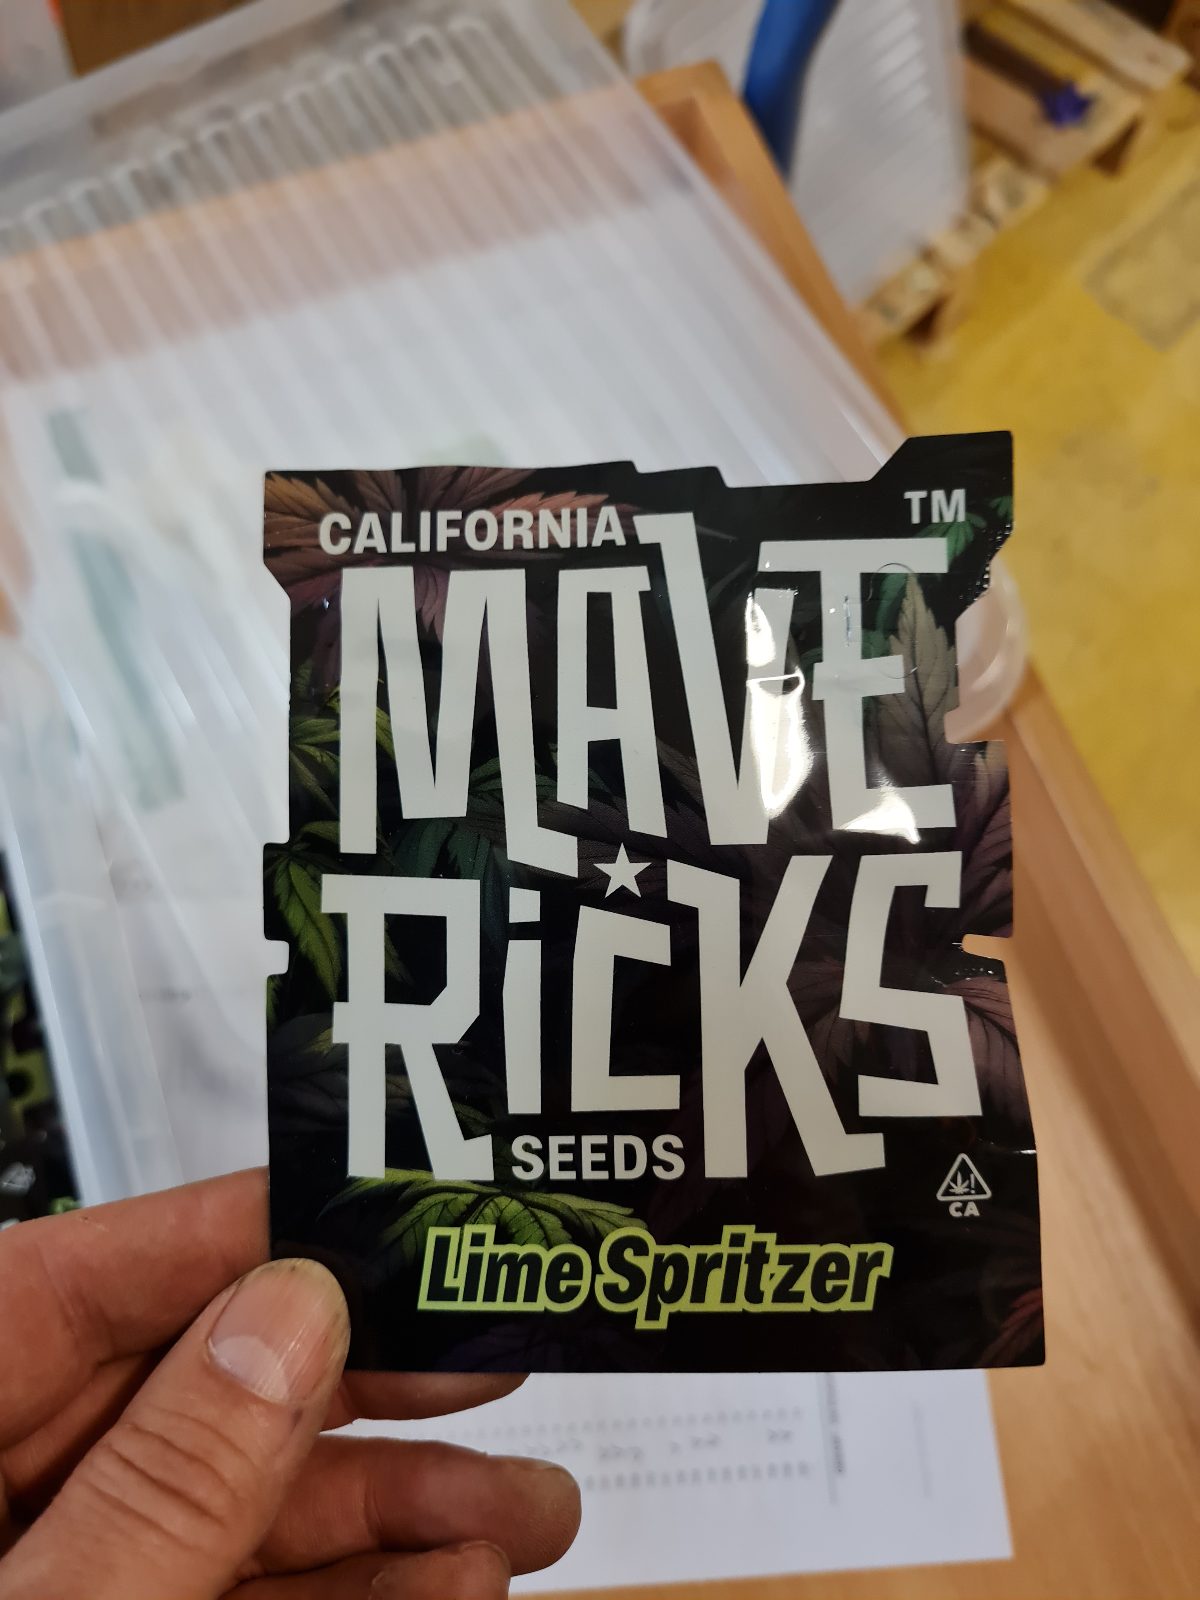 CALIFORNIA
TM
MAVE
RiCKS
SEEDS
CA
Lime Spritzer